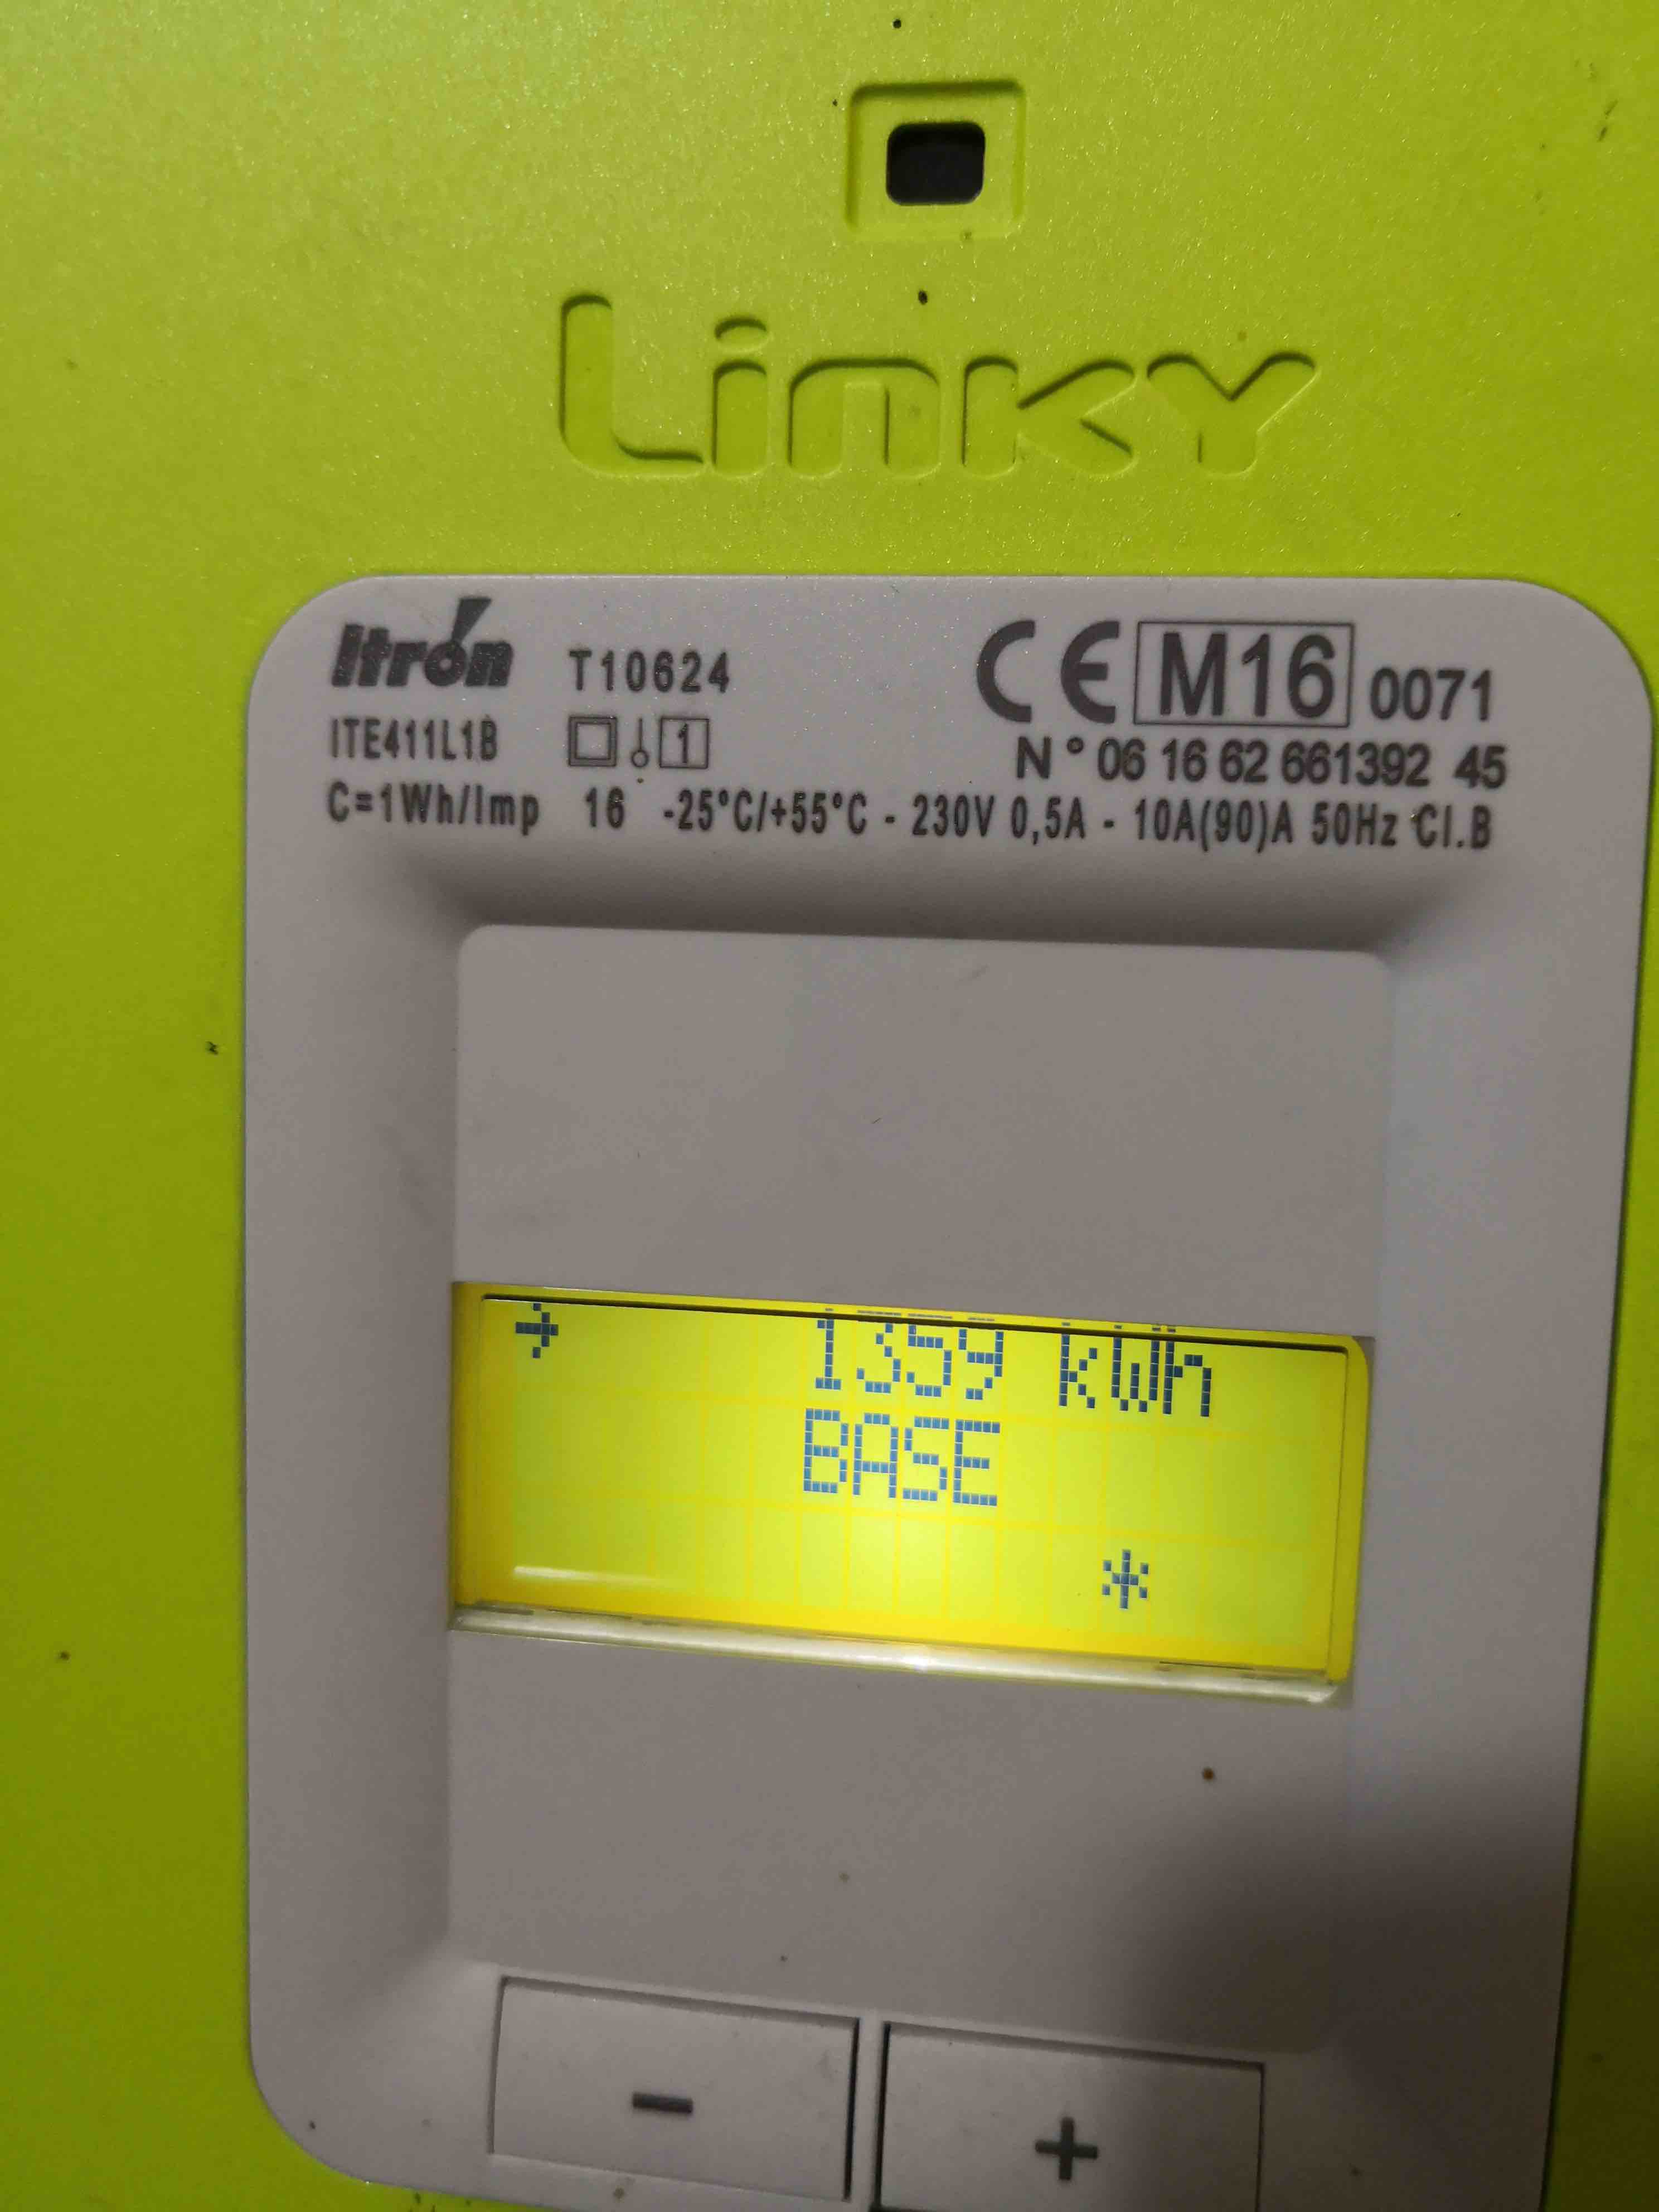 Linky
Itron T10624 CE M16 0071
ITE411L1B 1 N° 06 16 62 661392 45
C=1Wh/Imp 16 -25°C/+55°C - 230V 0,5A - 10A(90)A 50Hz Cl.B
→ 1359 kWh
BASE
*
- +